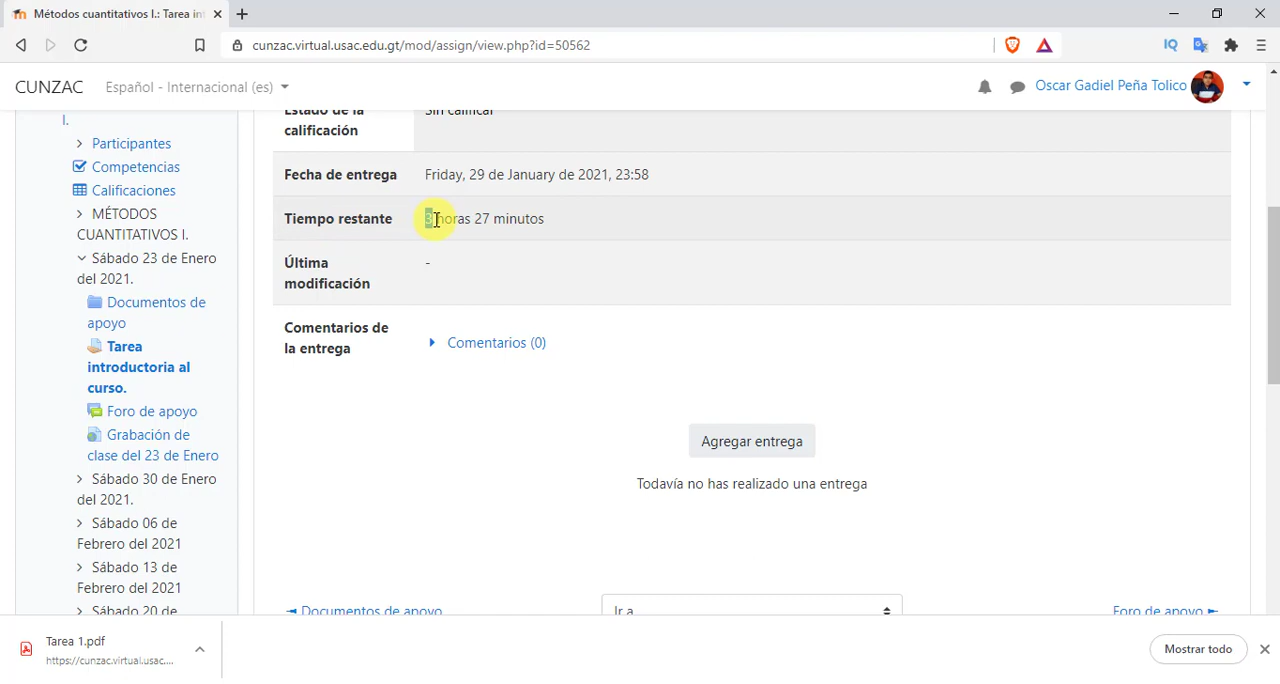 Métodos cuantitativos I.: Tarea in
cunzac.virtual.usac.edu.gt/mod/assign/view.php?id=50562
IQ
CUNZAC
Español - Internacional (es)
Oscar Gadiel Peña Tolico
I.
Participantes
Competencias
Calificaciones
MÉTODOS
CUANTITATIVOS I.
Sábado 23 de Enero
del 2021.
Documentos de
apoyo
Tarea
introductoria al
curso.
Foro de apoyo
Grabación de
clase del 23 de Enero
Sábado 30 de Enero
del 2021.
Sábado 06 de
Febrero del 2021
Sábado 13 de
Febrero del 2021
Sábado 20 de
Estado de la
calificación
Sin calificar
Fecha de entrega
Friday, 29 de January de 2021, 23:58
Tiempo restante
3 horas 27 minutos
Última
modificación
-
Comentarios de
la entrega
Comentarios (0)
Agregar entrega
Todavía no has realizado una entrega
◄ Documentos de apoyo
Ir a
Foro de apoyo ►
Tarea 1.pdf
https://cunzac.virtual.usac....
Mostrar todo